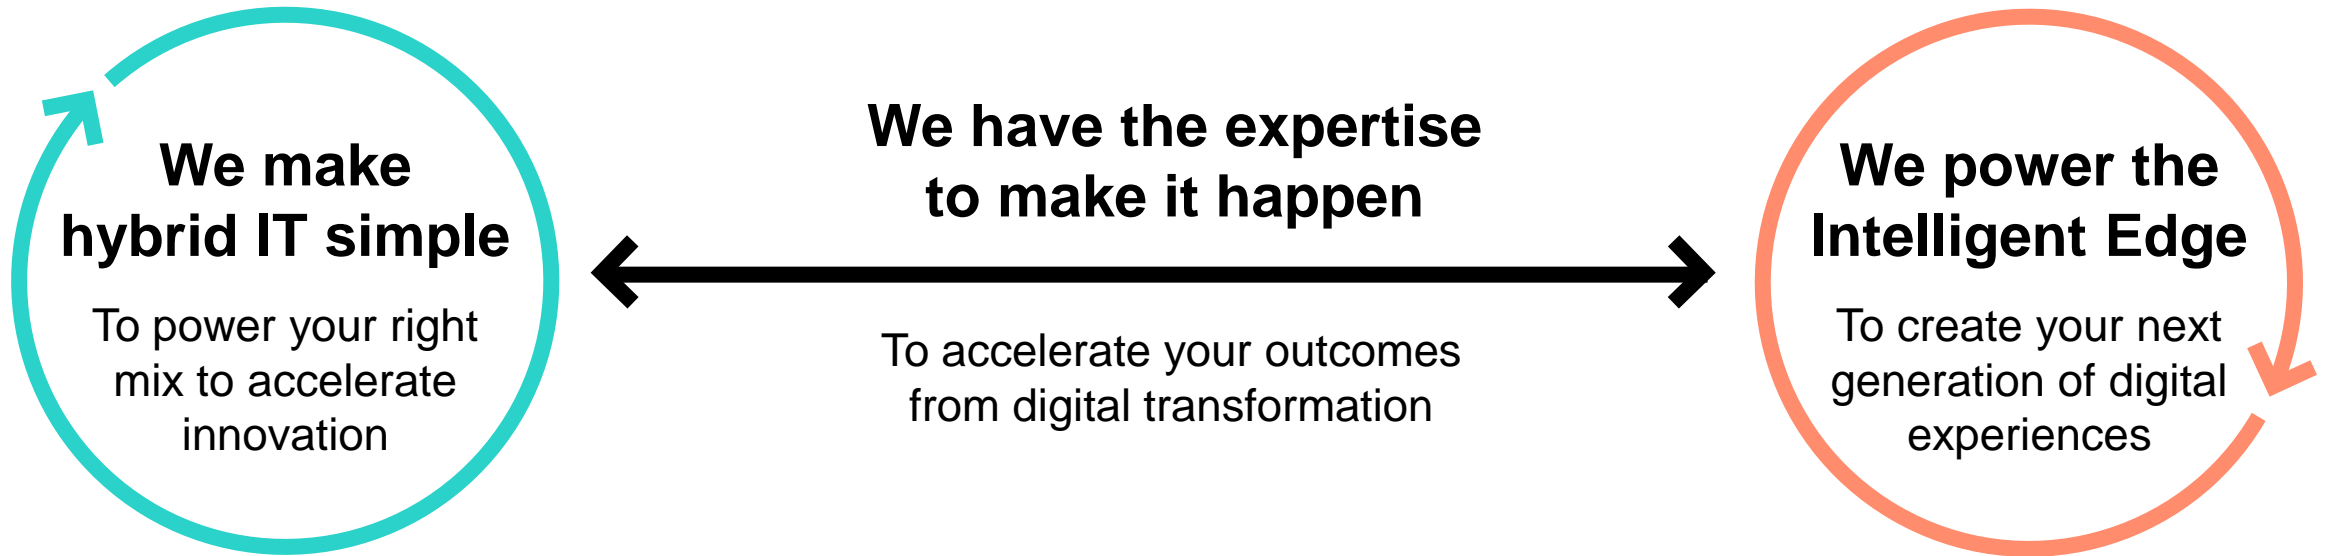 We make
hybrid IT simple
To power your right
mix to accelerate
innovation
We have the expertise
to make it happen
To accelerate your outcomes
from digital transformation
We power the
Intelligent Edge
To create your next
generation of digital
experiences